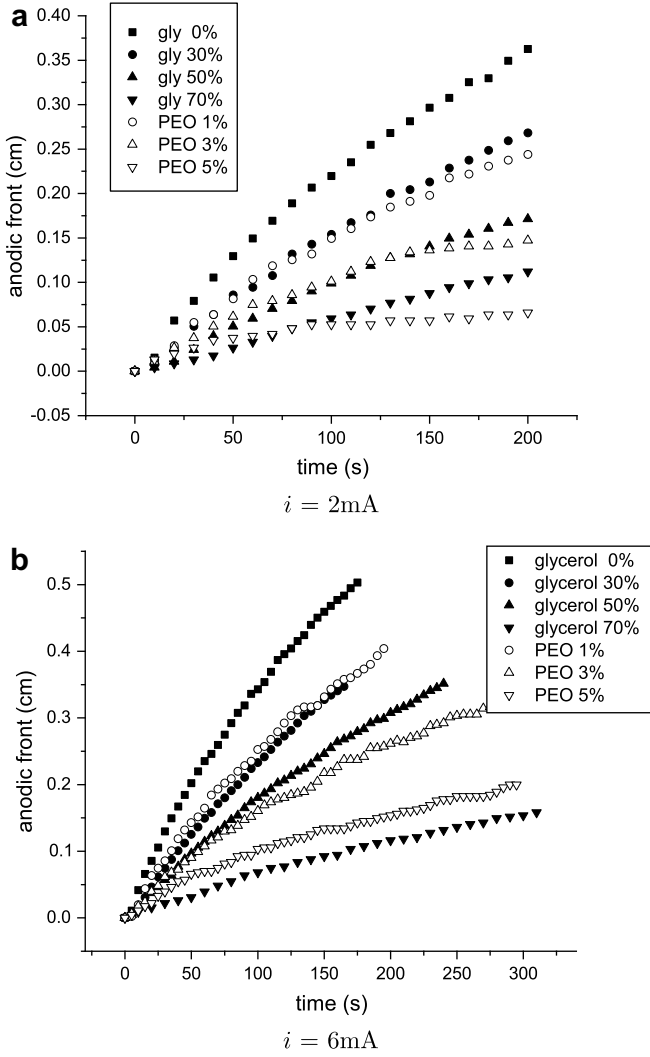 a
gly 0%
gly 30%
gly 50%
gly 70%
PEO 1%
PEO 3%
PEO 5%
0.40
0.35
0.30
0.25
0.20
0.15
0.10
0.05
0.00
-0.05
anodic front (cm)
0 50 100 150 200
time (s)
i = 2mA
b
glycerol 0%
glycerol 30%
glycerol 50%
glycerol 70%
PEO 1%
PEO 3%
PEO 5%
0.5
0.4
0.3
0.2
0.1
0.0
anodic front (cm)
0 50 100 150 200 250 300
time (s)
i = 6mA